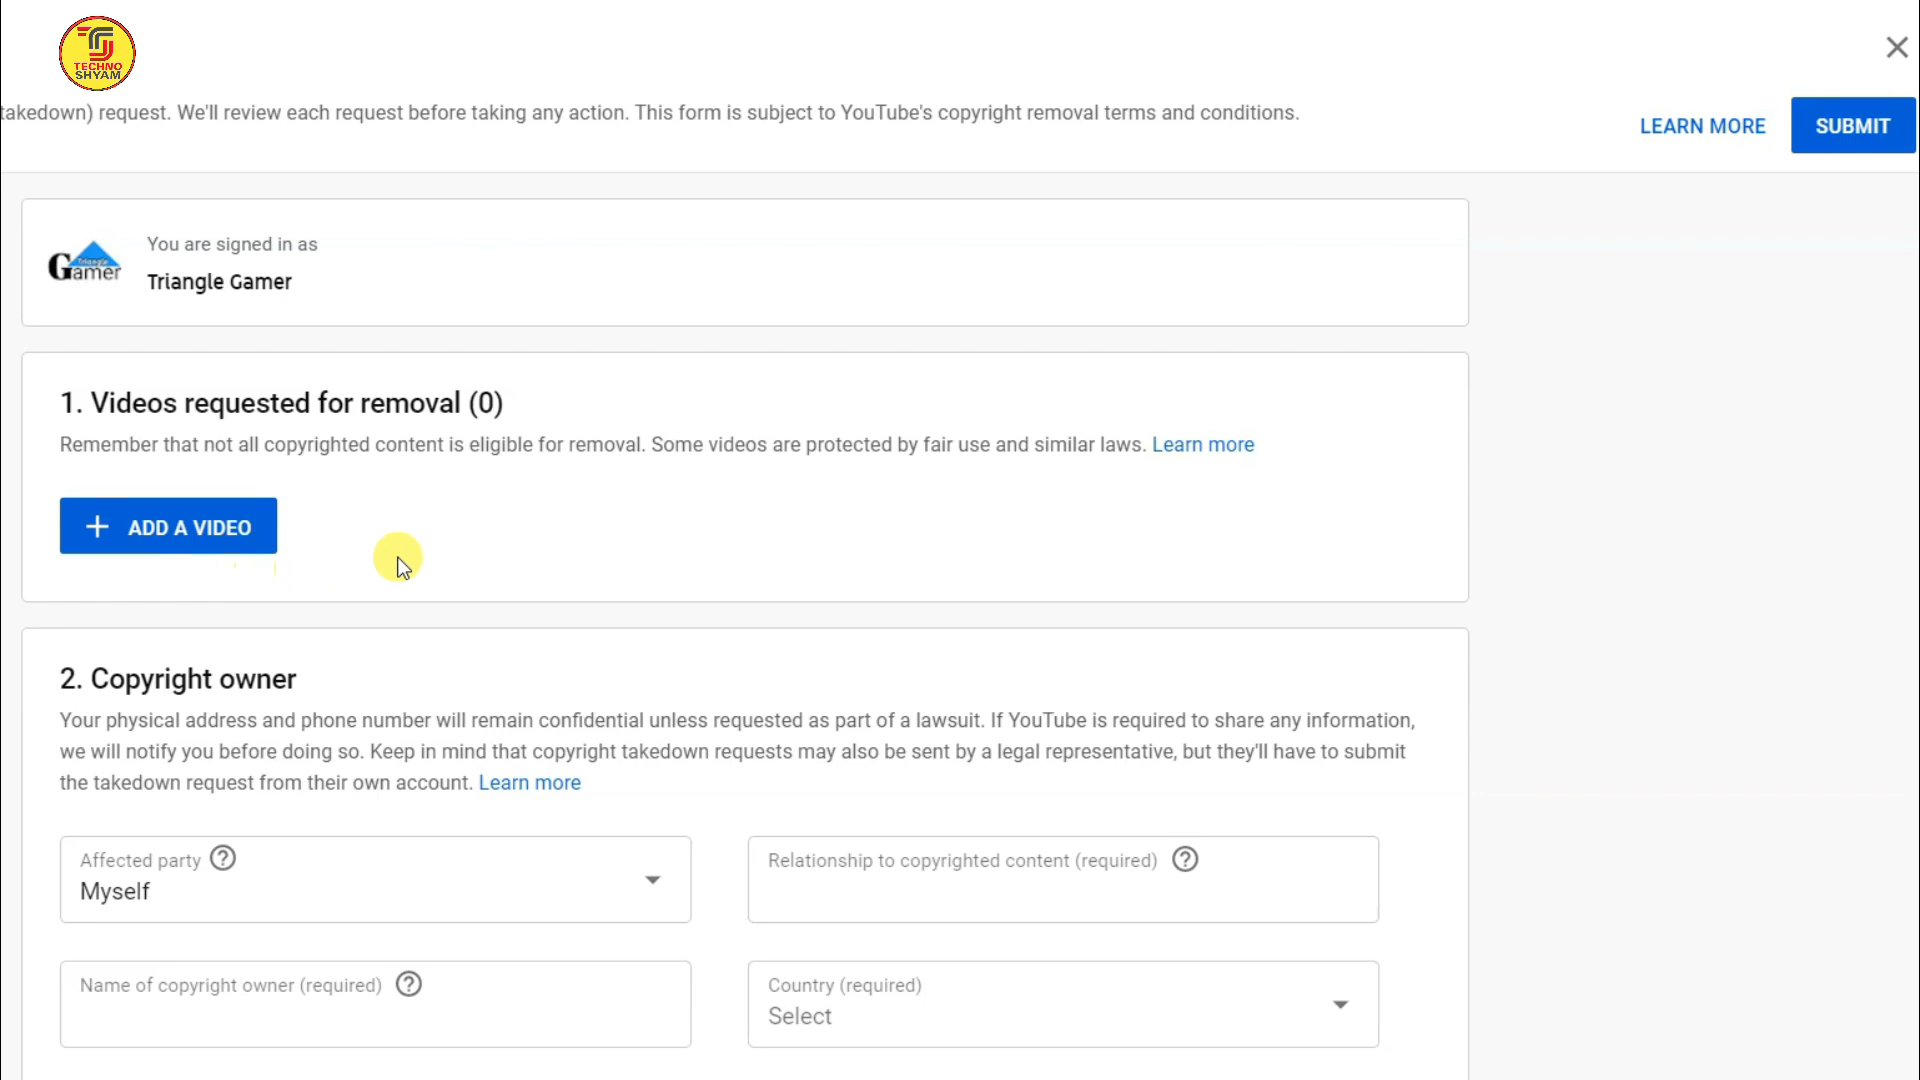 TECHNO
SHYAM
takedown) request. We'll review each request before taking any action. This form is subject to YouTube's copyright removal terms and conditions.
LEARN MORE
SUBMIT
Triangle
Gamer
You are signed in as
Triangle Gamer
1. Videos requested for removal (0)
Remember that not all copyrighted content is eligible for removal. Some videos are protected by fair use and similar laws. Learn more
ADD A VIDEO
2. Copyright owner
Your physical address and phone number will remain confidential unless requested as part of a lawsuit. If YouTube is required to share any information,
we will notify you before doing so. Keep in mind that copyright takedown requests may also be sent by a legal representative, but they'll have to submit
the takedown request from their own account. Learn more
Affected party
Myself
Relationship to copyrighted content (required)
Name of copyright owner (required)
Country (required)
Select